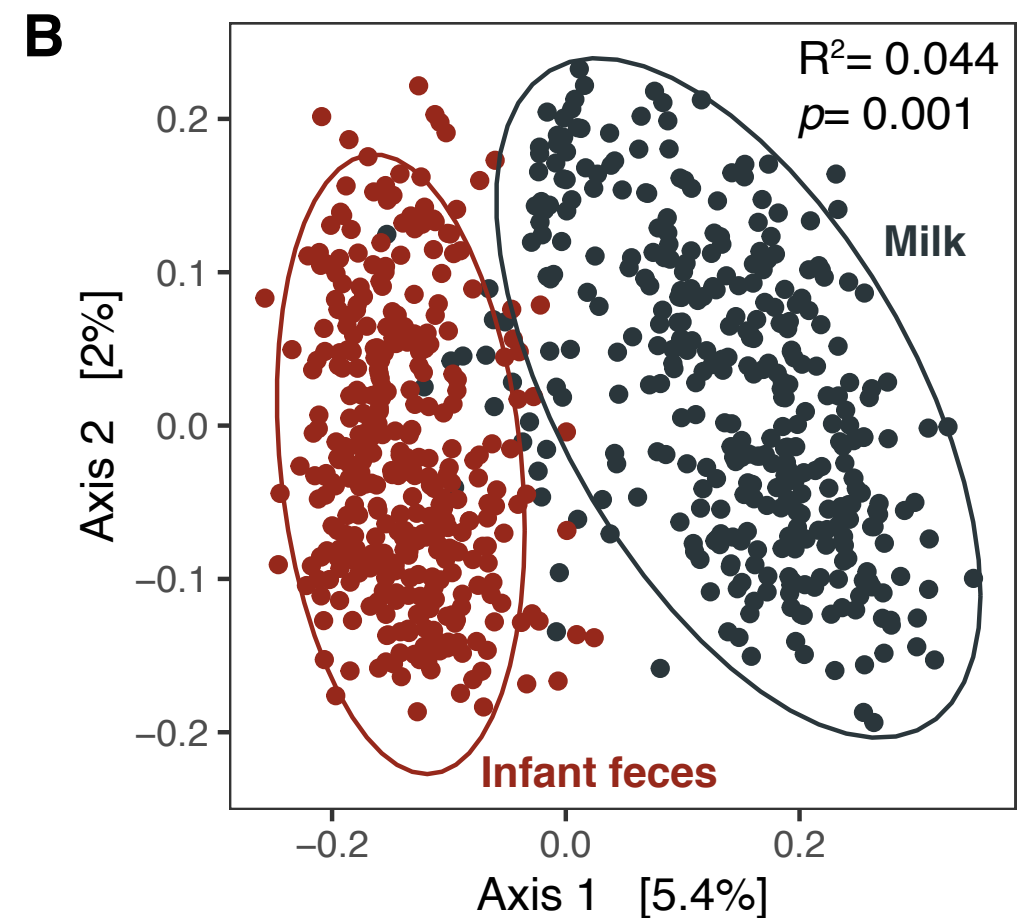 B
R²= 0.044
p= 0.001
Milk
Infant feces
0.2
0.1
0.0
−0.1
−0.2
Axis 2 [2%]
−0.2 0.0 0.2
Axis 1 [5.4%]